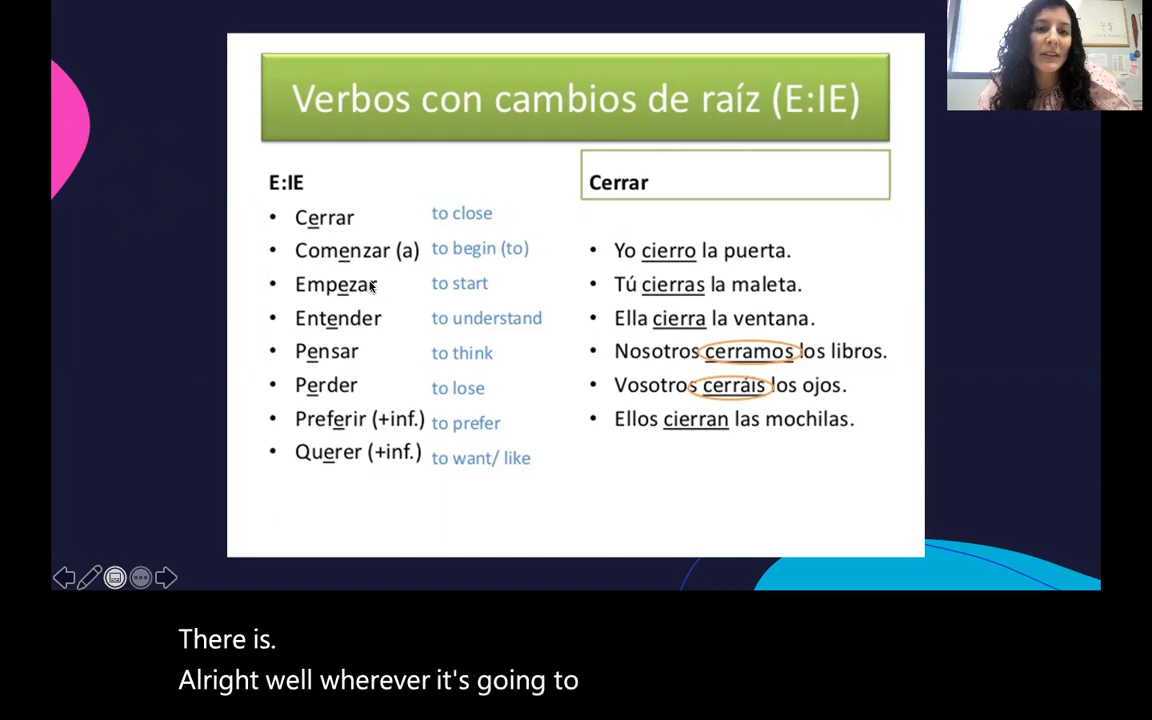 Verbos con cambios de raíz (E:IE)
E:IE
Cerrar to close
Comenzar (a) to begin (to)
Empezar to start
Entender to understand
Pensar to think
Perder to lose
Preferir (+inf.) to prefer
Querer (+inf.) to want/ like
Cerrar
Yo cierro la puerta.
Tú cierras la maleta.
Ella cierra la ventana.
Nosotros cerramos los libros.
Vosotros cerráis los ojos.
Ellos cierran las mochilas.
There is.
Alright well wherever it's going to